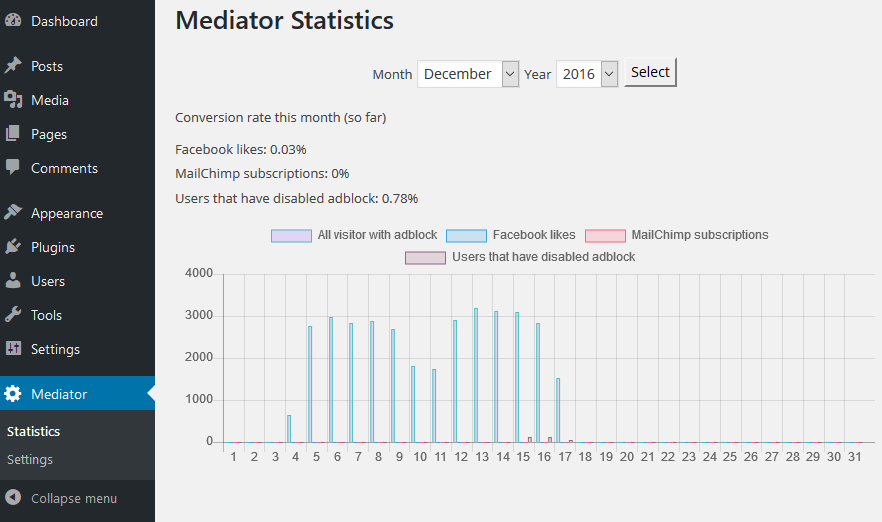 Dashboard
Posts
Media
Pages
Comments
Appearance
Plugins
Users
Tools
Settings
Mediator
Statistics
Settings
Collapse menu
Mediator Statistics
Month December Year 2016 Select
Conversion rate this month (so far)
Facebook likes: 0.03%
MailChimp subscriptions: 0%
Users that have disabled adblock: 0.78%
All visitor with adblock Facebook likes MailChimp subscriptions
Users that have disabled adblock
4000
3000
2000
1000
0
1 2 3 4 5 6 7 8 9 0 11 12 13 14 15 16 17 18 19 20 21 22 23 24 25 26 27 28 29 30 31